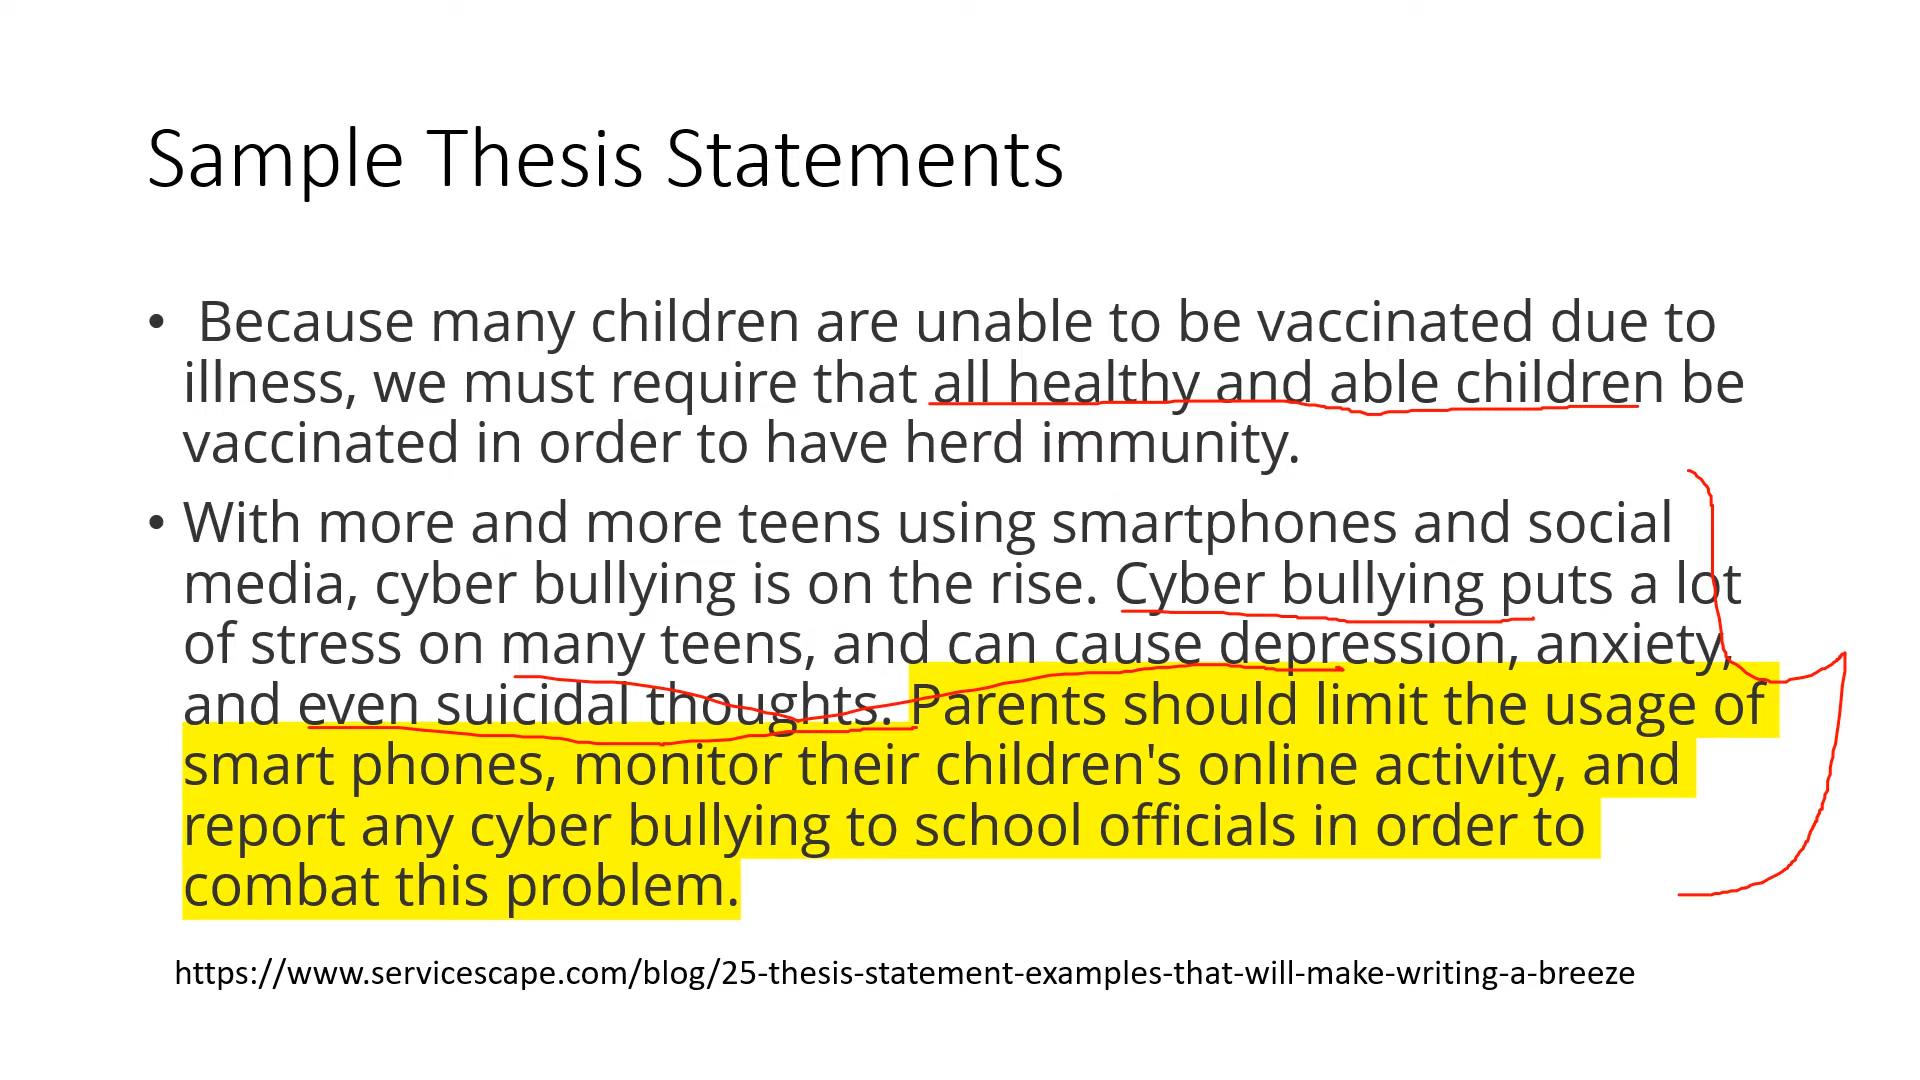 Sample Thesis Statements
• Because many children are unable to be vaccinated due to
illness, we must require that all healthy and able children be
vaccinated in order to have herd immunity.
• With more and more teens using smartphones and social
media, cyber bullying is on the rise. Cyber bullying puts a lot
of stress on many teens, and can cause depression, anxiety,
and even suicidal thoughts. Parents should limit the usage of
smart phones, monitor their children's online activity, and
report any cyber bullying to school officials in order to
combat this problem.
https://www.servicescape.com/blog/25-thesis-statement-examples-that-will-make-writing-a-breeze